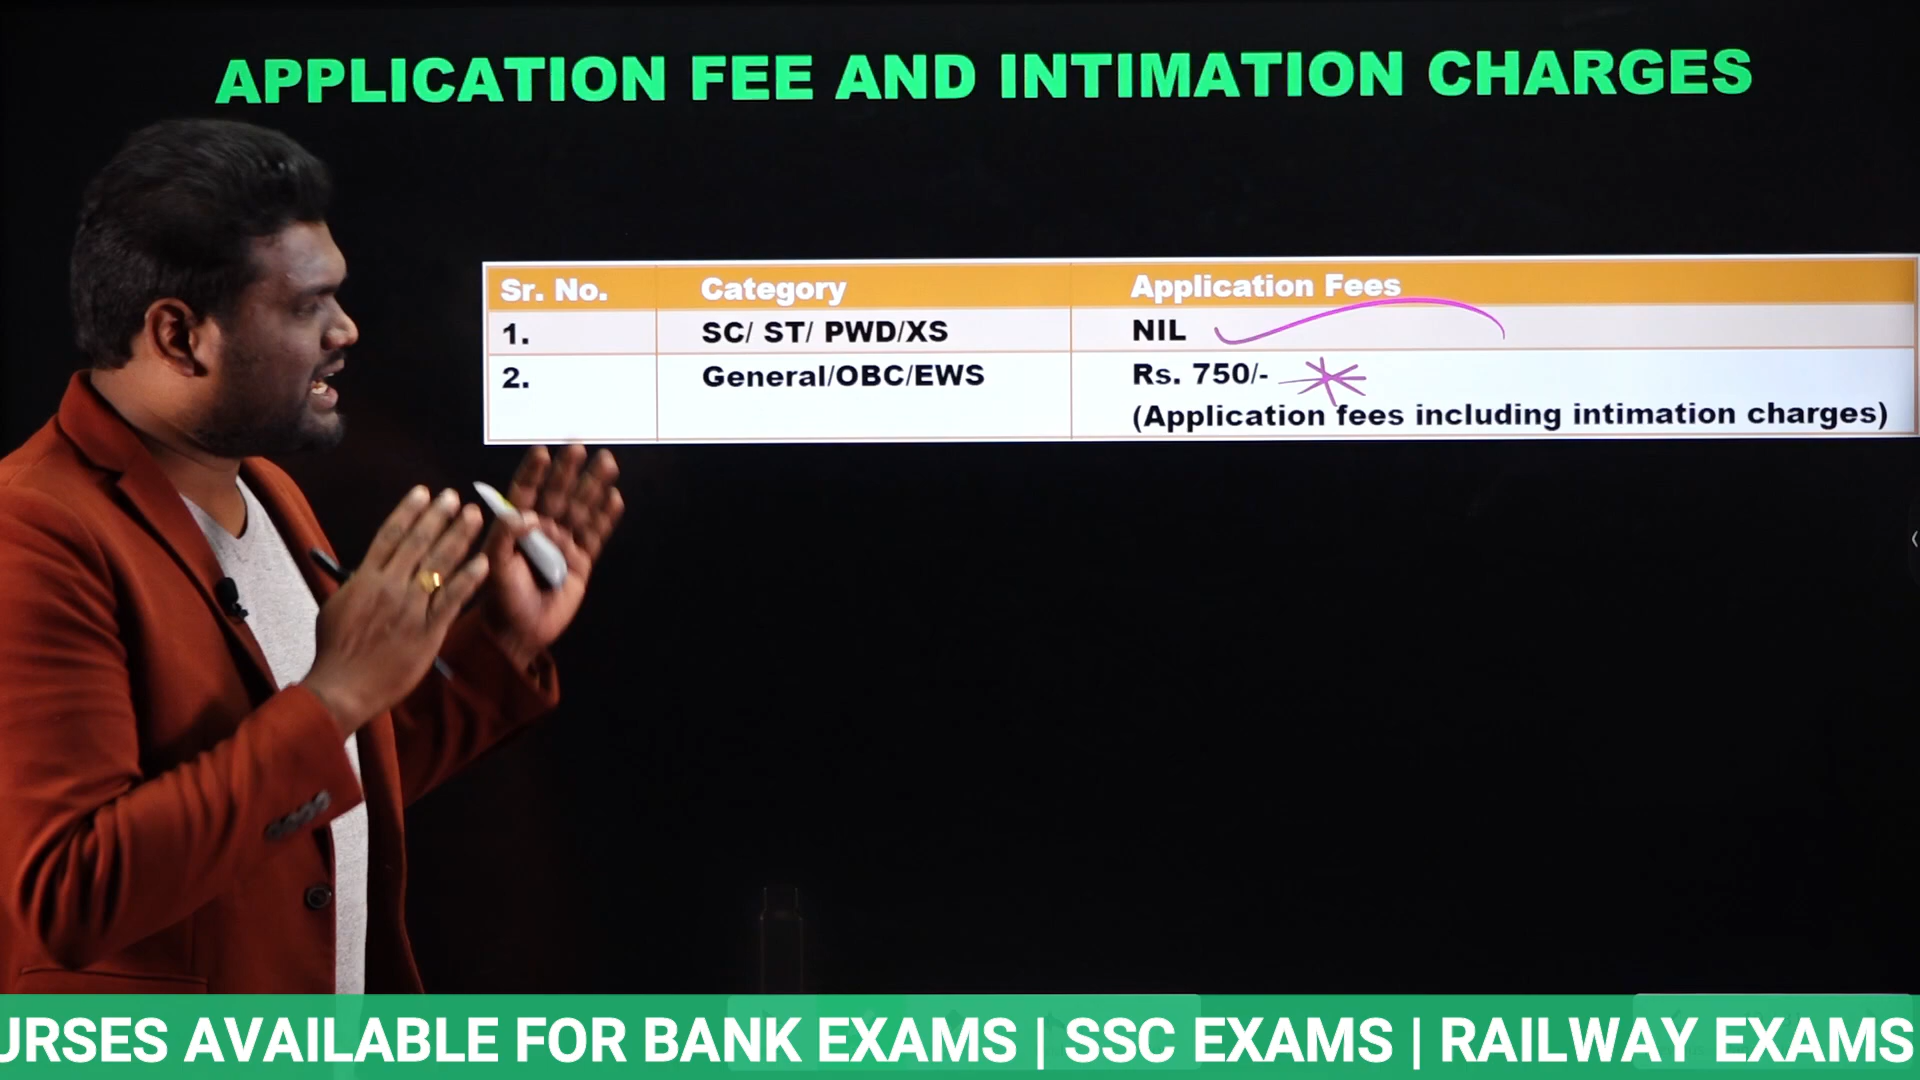 APPLICATION FEE AND INTIMATION CHARGES
Sr. No. Category Application Fees
1. SC/ ST/ PWD/XS NIL
2. General/OBC/EWS Rs. 750/-
(Application fees including intimation charges)
URSES AVAILABLE FOR BANK EXAMS | SSC EXAMS | RAILWAY EXAMS